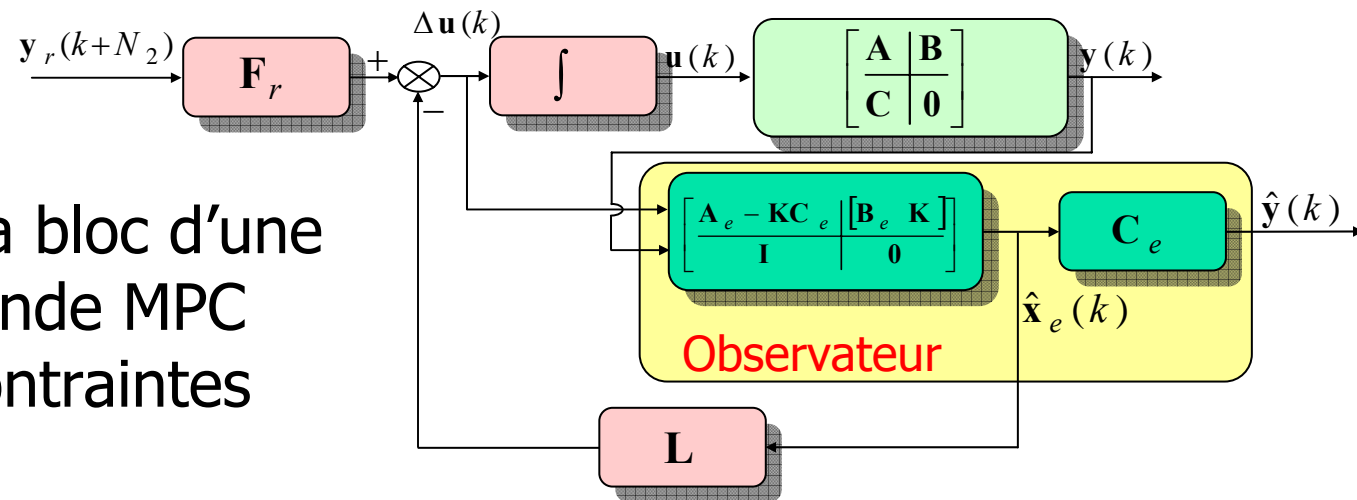 Δu(k)
y_r(k+N_2)
F_r
+
−
∫
u(k)
[A | B; C | 0]
y(k)
a bloc d'une
nde MPC
ontraintes
[A_e − KC_e | [B_e K]; I | 0]
C_e
ŷ(k)
x̂_e(k)
Observateur
L